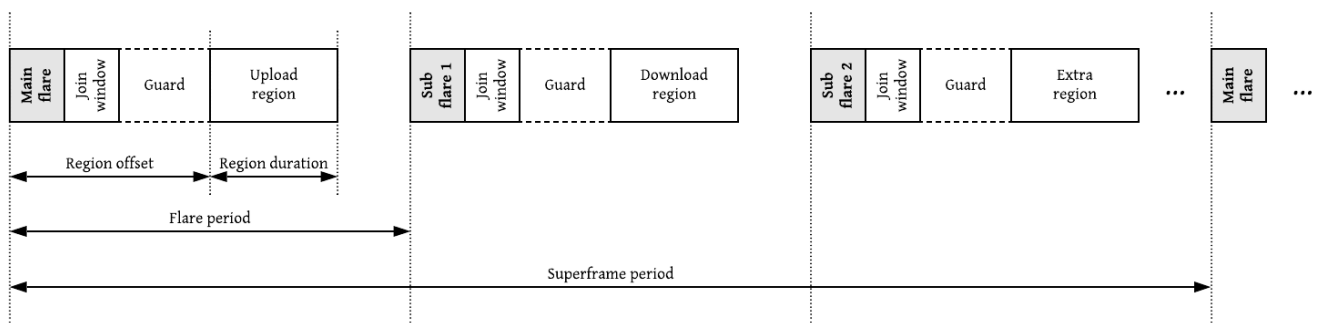 Main
flare
Join
window
Guard
Upload
region
Sub
flare 1
Join
window
Guard
Download
region
Sub
flare 2
Join
window
Guard
Extra
region
...
Main
flare
...
Region offset
Region duration
Flare period
Superframe period